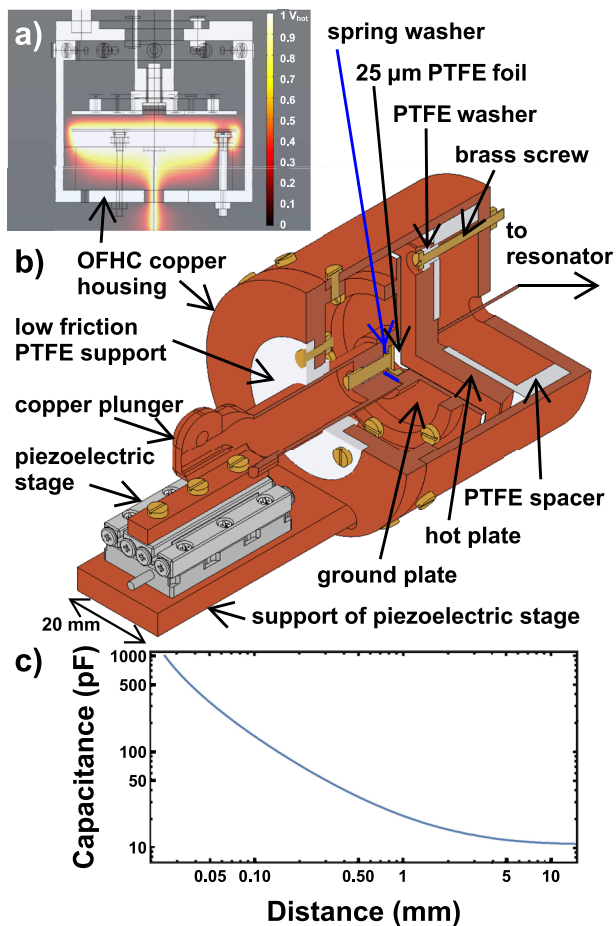 a)
1 Vhot
0.9
0.8
0.7
0.6
0.5
0.4
0.3
0.2
0.1
0
spring washer
25 µm PTFE foil
PTFE washer
brass screw
to
resonator
b)
OFHC copper
housing
low friction
PTFE support
copper plunger
piezoelectric
stage
PTFE spacer
hot plate
ground plate
support of piezoelectric stage
20 mm
c)
Capacitance (pF)
1000
500
100
50
10
0.05 0.10 0.50 1 5 10
Distance (mm)